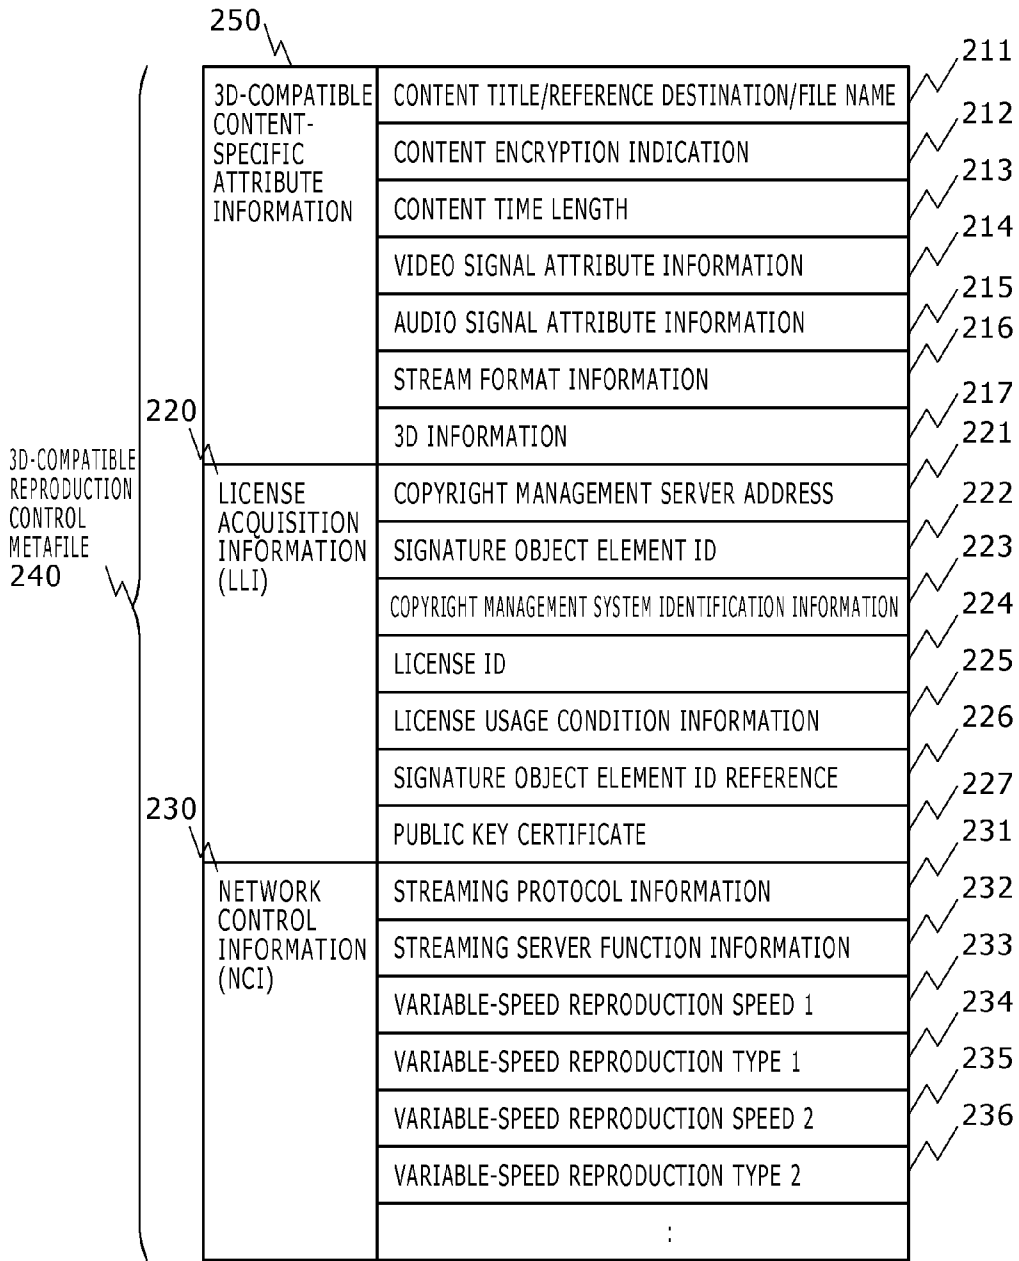 250
211
3D-COMPATIBLE
CONTENT-
SPECIFIC
ATTRIBUTE
INFORMATION
CONTENT TITLE/REFERENCE DESTINATION/FILE NAME
212
CONTENT ENCRYPTION INDICATION
213
CONTENT TIME LENGTH
214
VIDEO SIGNAL ATTRIBUTE INFORMATION
215
AUDIO SIGNAL ATTRIBUTE INFORMATION
216
STREAM FORMAT INFORMATION
217
3D INFORMATION
220
221
3D-COMPATIBLE
REPRODUCTION
CONTROL
METAFILE
240
LICENSE
ACQUISITION
INFORMATION
(LLI)
COPYRIGHT MANAGEMENT SERVER ADDRESS
222
SIGNATURE OBJECT ELEMENT ID
223
COPYRIGHT MANAGEMENT SYSTEM IDENTIFICATION INFORMATION
224
LICENSE ID
225
LICENSE USAGE CONDITION INFORMATION
226
SIGNATURE OBJECT ELEMENT ID REFERENCE
227
PUBLIC KEY CERTIFICATE
230
231
NETWORK
CONTROL
INFORMATION
(NCI)
STREAMING PROTOCOL INFORMATION
232
STREAMING SERVER FUNCTION INFORMATION
233
VARIABLE-SPEED REPRODUCTION SPEED 1
234
VARIABLE-SPEED REPRODUCTION TYPE 1
235
VARIABLE-SPEED REPRODUCTION SPEED 2
236
VARIABLE-SPEED REPRODUCTION TYPE 2
: